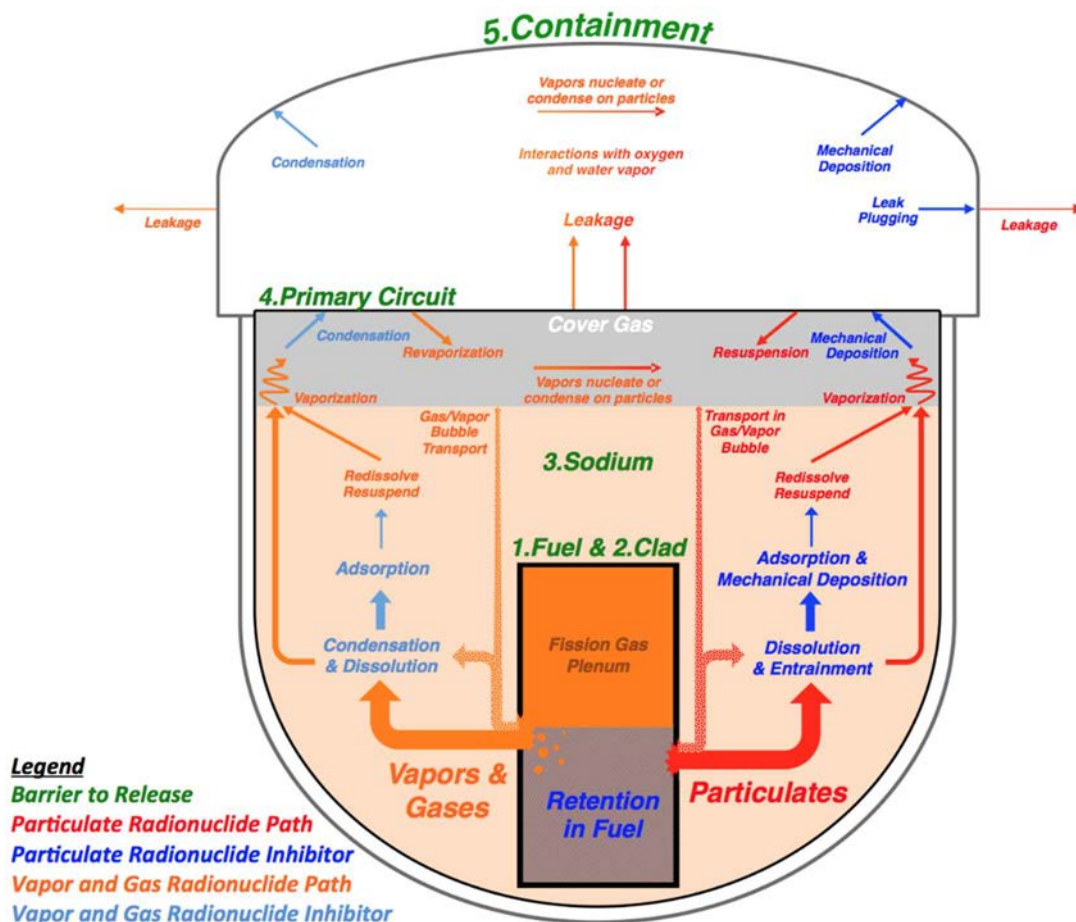 5.Containment
Vapors nucleate or
condense on particles
Condensation
Interactions with oxygen
and water vapor
Mechanical
Deposition
Leak
Plugging
Leakage
Leakage
Leakage
4.Primary Circuit
Cover Gas
Condensation
Revaporization
Resuspension
Mechanical
Deposition
Vaporization
Vapors nucleate or
condense on particles
Vaporization
Gas/Vapor
Bubble
Transport
Transport in
Gas/Vapor
Bubble
3.Sodium
Redissolve
Resuspend
Redissolve
Resuspend
1.Fuel & 2.Clad
Adsorption
Adsorption &
Mechanical Deposition
Condensation
& Dissolution
Fission Gas
Plenum
Dissolution
& Entrainment
Vapors &
Gases
Retention
in Fuel
Particulates
Legend
Barrier to Release
Particulate Radionuclide Path
Particulate Radionuclide Inhibitor
Vapor and Gas Radionuclide Path
Vapor and Gas Radionuclide Inhibitor